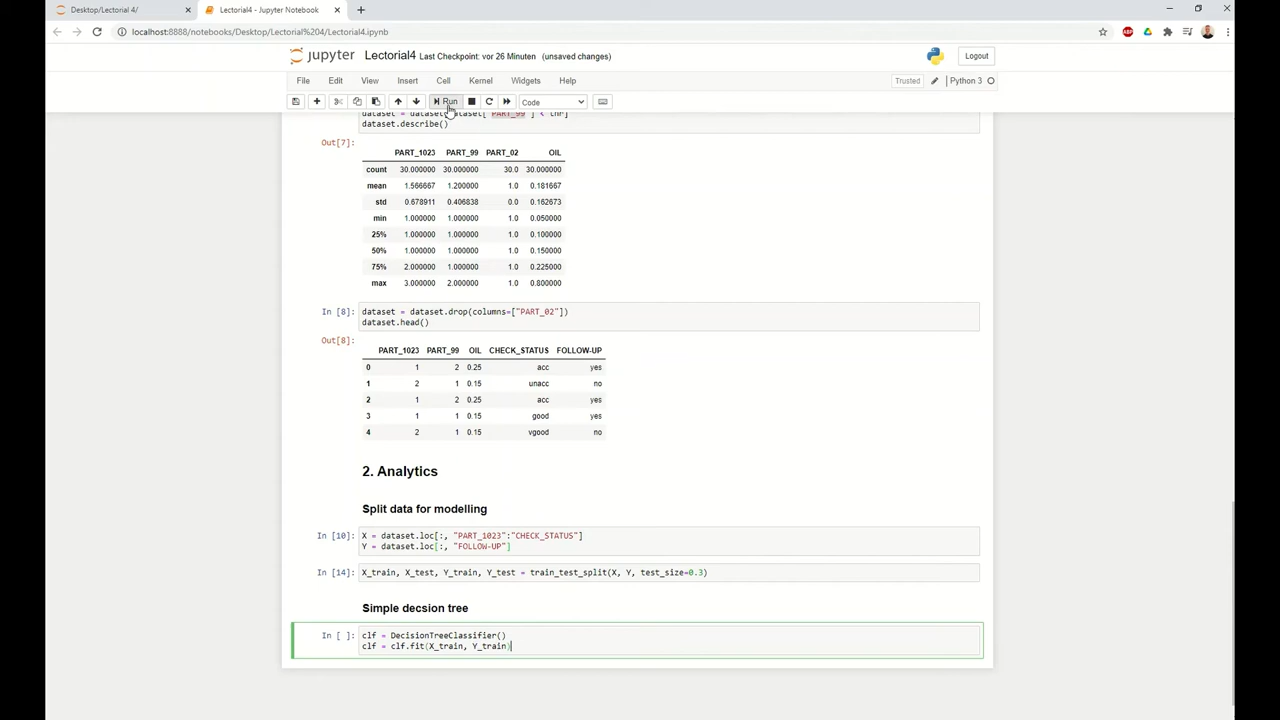 Desktop/Lectorial 4/
Lectorial4 - Jupyter Notebook
localhost:8888/notebooks/Desktop/Lectorial%204/Lectorial4.ipynb
jupyter Lectorial4 Last Checkpoint: vor 26 Minuten (unsaved changes)
Logout
File Edit View Insert Cell Kernel Widgets Help
Trusted
Python 3
Run
Code
dataset = dataset[dataset["PART_99"] < thr]
dataset.describe()
Out[7]:
PART_1023 PART_99 PART_02 OIL
count 30.000000 30.000000 30.0 30.000000
mean 1.566667 1.200000 1.0 0.181667
std 0.678911 0.406838 0.0 0.162673
min 1.000000 1.000000 1.0 0.050000
25% 1.000000 1.000000 1.0 0.100000
50% 1.000000 1.000000 1.0 0.150000
75% 2.000000 1.000000 1.0 0.225000
max 3.000000 2.000000 1.0 0.800000
In [8]: dataset = dataset.drop(columns=["PART_02"])
dataset.head()
Out[8]:
PART_1023 PART_99 OIL CHECK_STATUS FOLLOW-UP
0 1 2 0.25 acc yes
1 2 1 0.15 unacc no
2 1 2 0.25 acc yes
3 1 1 0.15 good yes
4 2 1 0.15 vgood no
2. Analytics
Split data for modelling
In [10]: X = dataset.loc[:, "PART_1023":"CHECK_STATUS"]
Y = dataset.loc[:, "FOLLOW-UP"]
In [14]: X_train, X_test, Y_train, Y_test = train_test_split(X, Y, test_size=0.3)
Simple decsion tree
In [ ]: clf = DecisionTreeClassifier()
clf = clf.fit(X_train, Y_train)